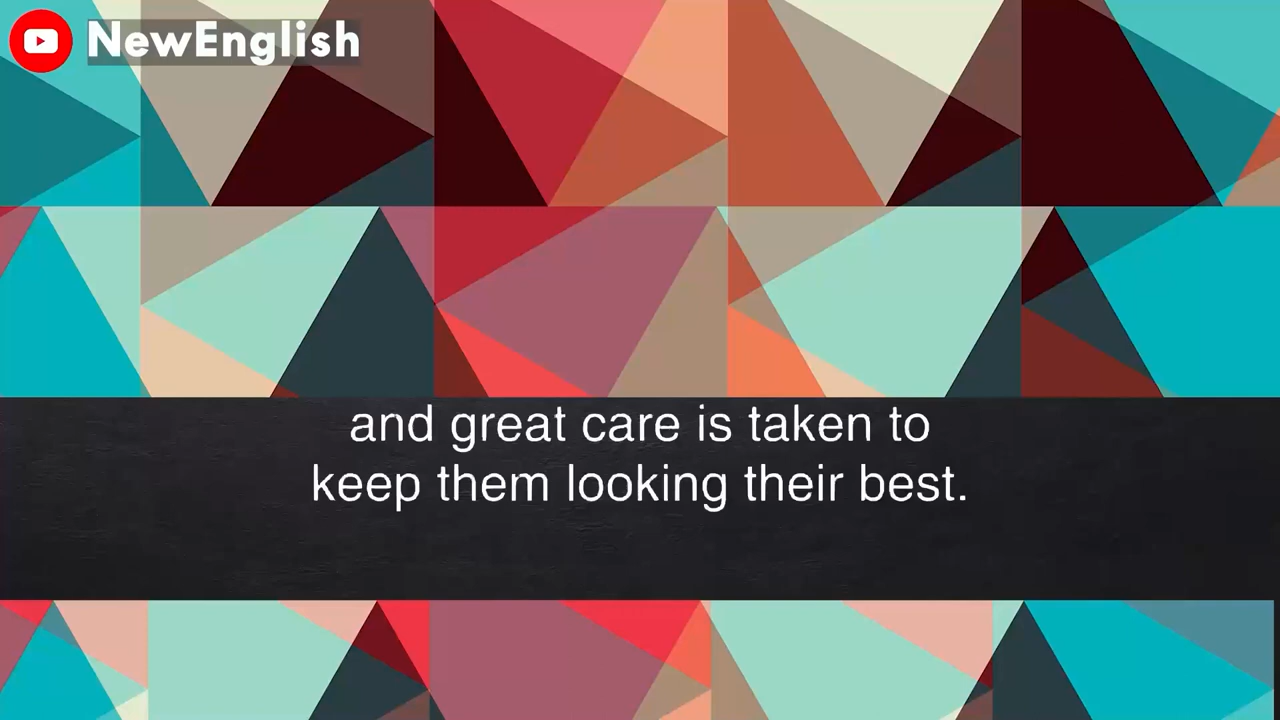 NewEnglish
and great care is taken to
keep them looking their best.